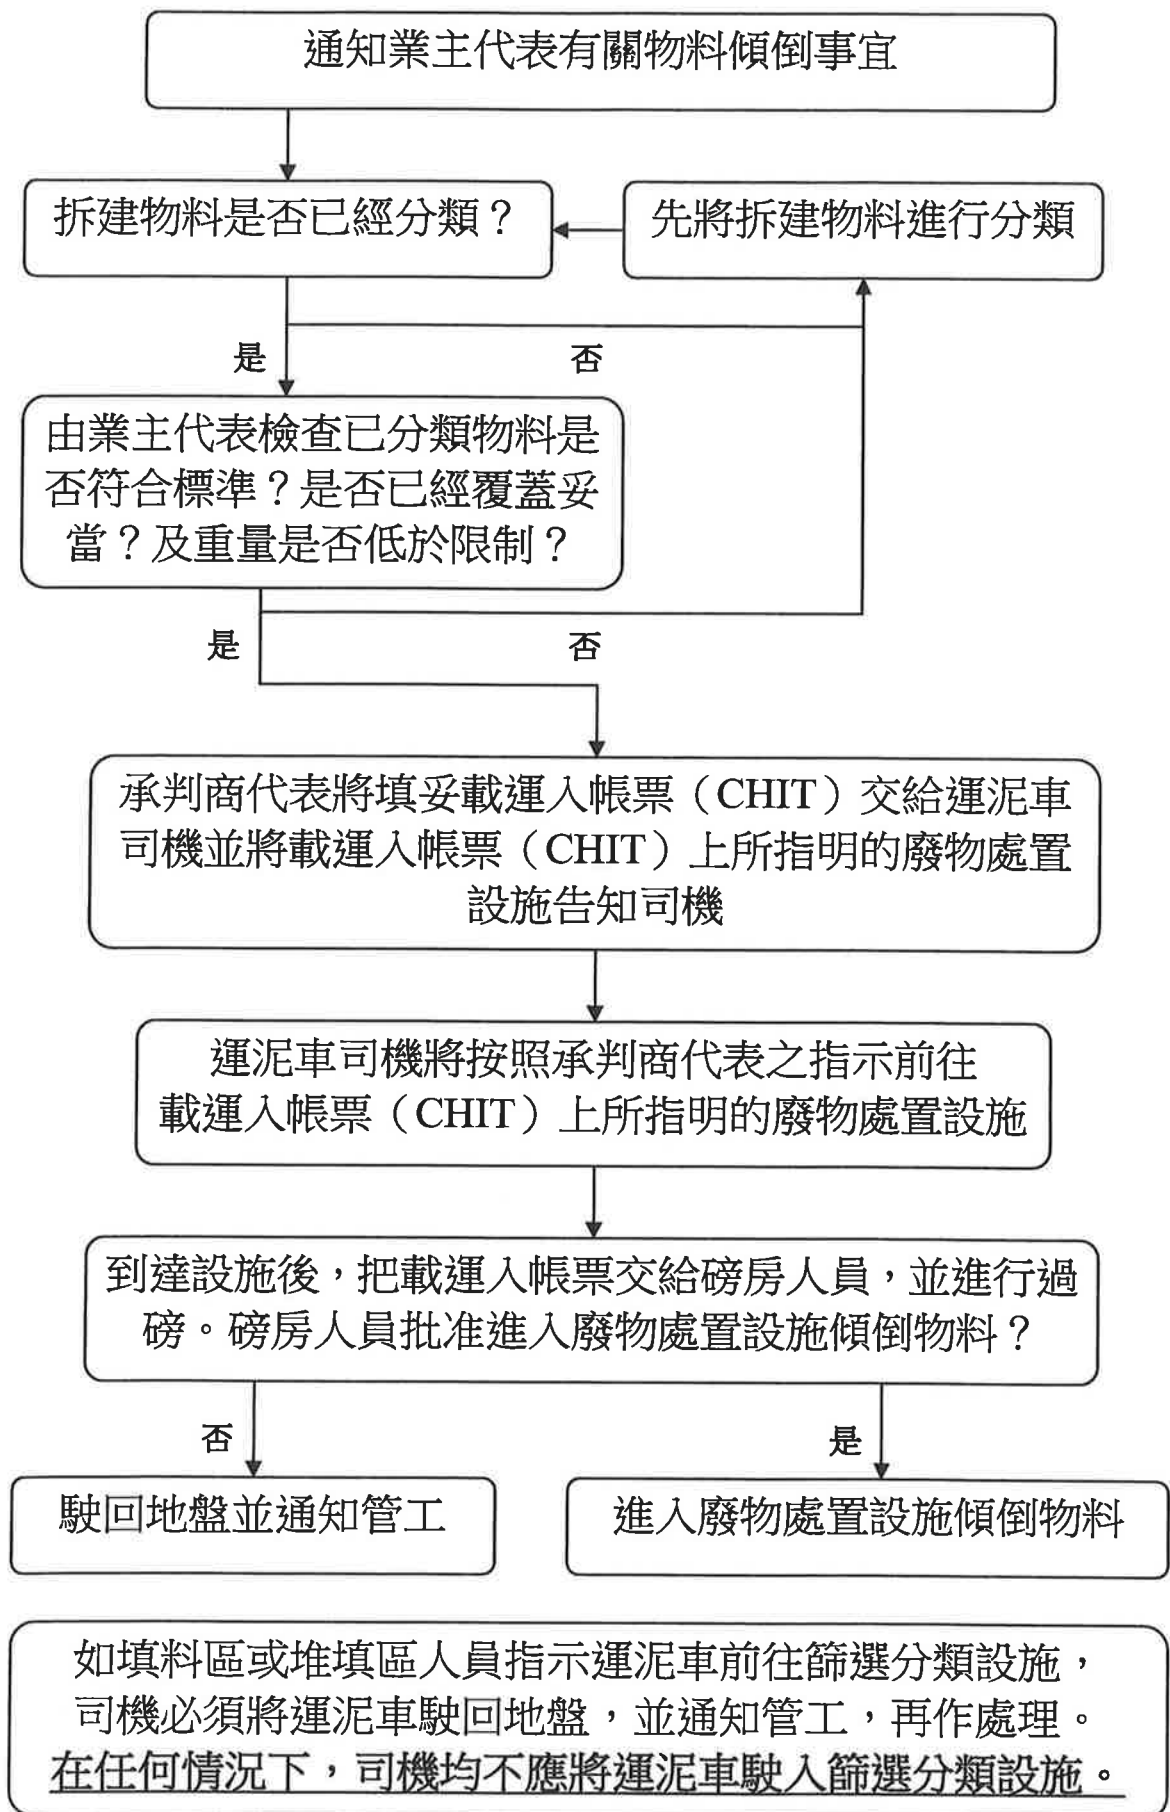 通知業主代表有關物料傾倒事宜
拆建物料是否已經分類？
先將拆建物料進行分類
是
否
由業主代表檢查已分類物料是
否符合標準？是否已經覆蓋妥
當？及重量是否低於限制？
是
否
承判商代表將填妥載運入帳票（CHIT）交給運泥車
司機並將載運入帳票（CHIT）上所指明的廢物處置
設施告知司機
運泥車司機將按照承判商代表之指示前往
載運入帳票（CHIT）上所指明的廢物處置設施
到達設施後，把載運入帳票交給磅房人員，並進行過
磅。磅房人員批准進入廢物處置設施傾倒物料？
否
是
駛回地盤並通知管工
進入廢物處置設施傾倒物料
如填料區或堆填區人員指示運泥車前往篩選分類設施，
司機必須將運泥車駛回地盤，並通知管工，再作處理。
在任何情況下，司機均不應將運泥車駛入篩選分類設施。